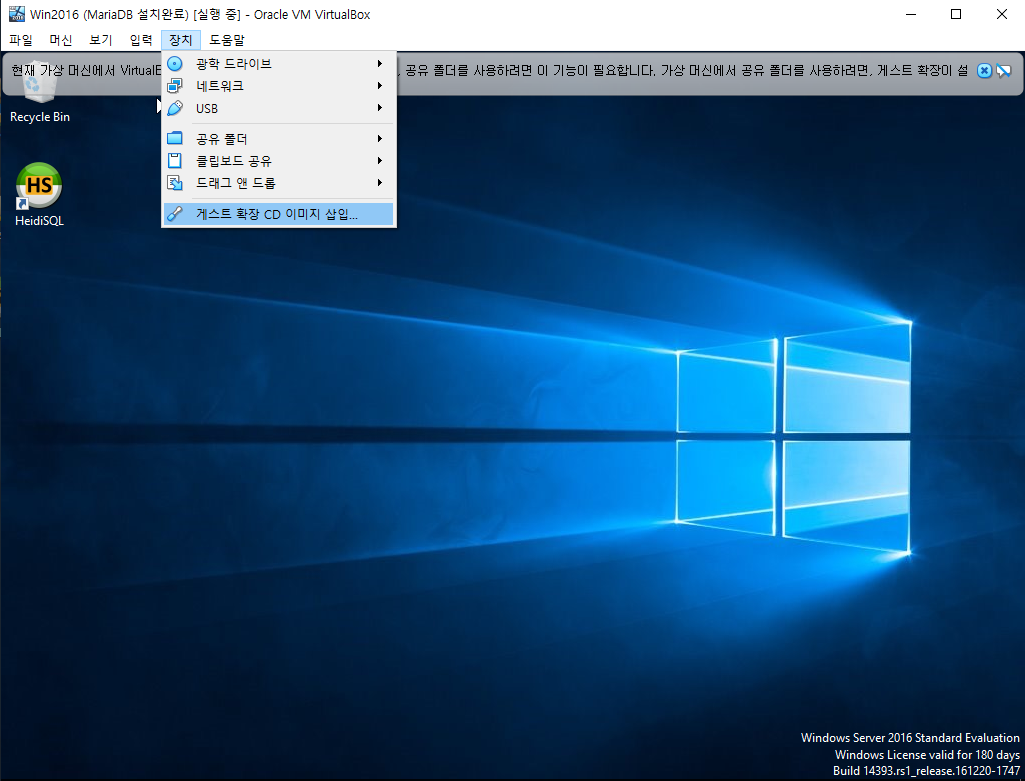 Win2016 (MariaDB 설치완료) [실행 중] - Oracle VM VirtualBox
파일 머신 보기 입력 장치 도움말
현재 가상 머신에서 VirtualB
, 공유 폴더를 사용하려면 이 기능이 필요합니다. 가상 머신에서 공유 폴더를 사용하려면, 게스트 확장이 설
광학 드라이브
네트워크
USB
공유 폴더
클립보드 공유
드래그 앤 드롭
게스트 확장 CD 이미지 삽입...
Recycle Bin
HS
HeidiSQL
Windows Server 2016 Standard Evaluation
Windows License valid for 180 days
Build 14393.rs1_release.161220-1747